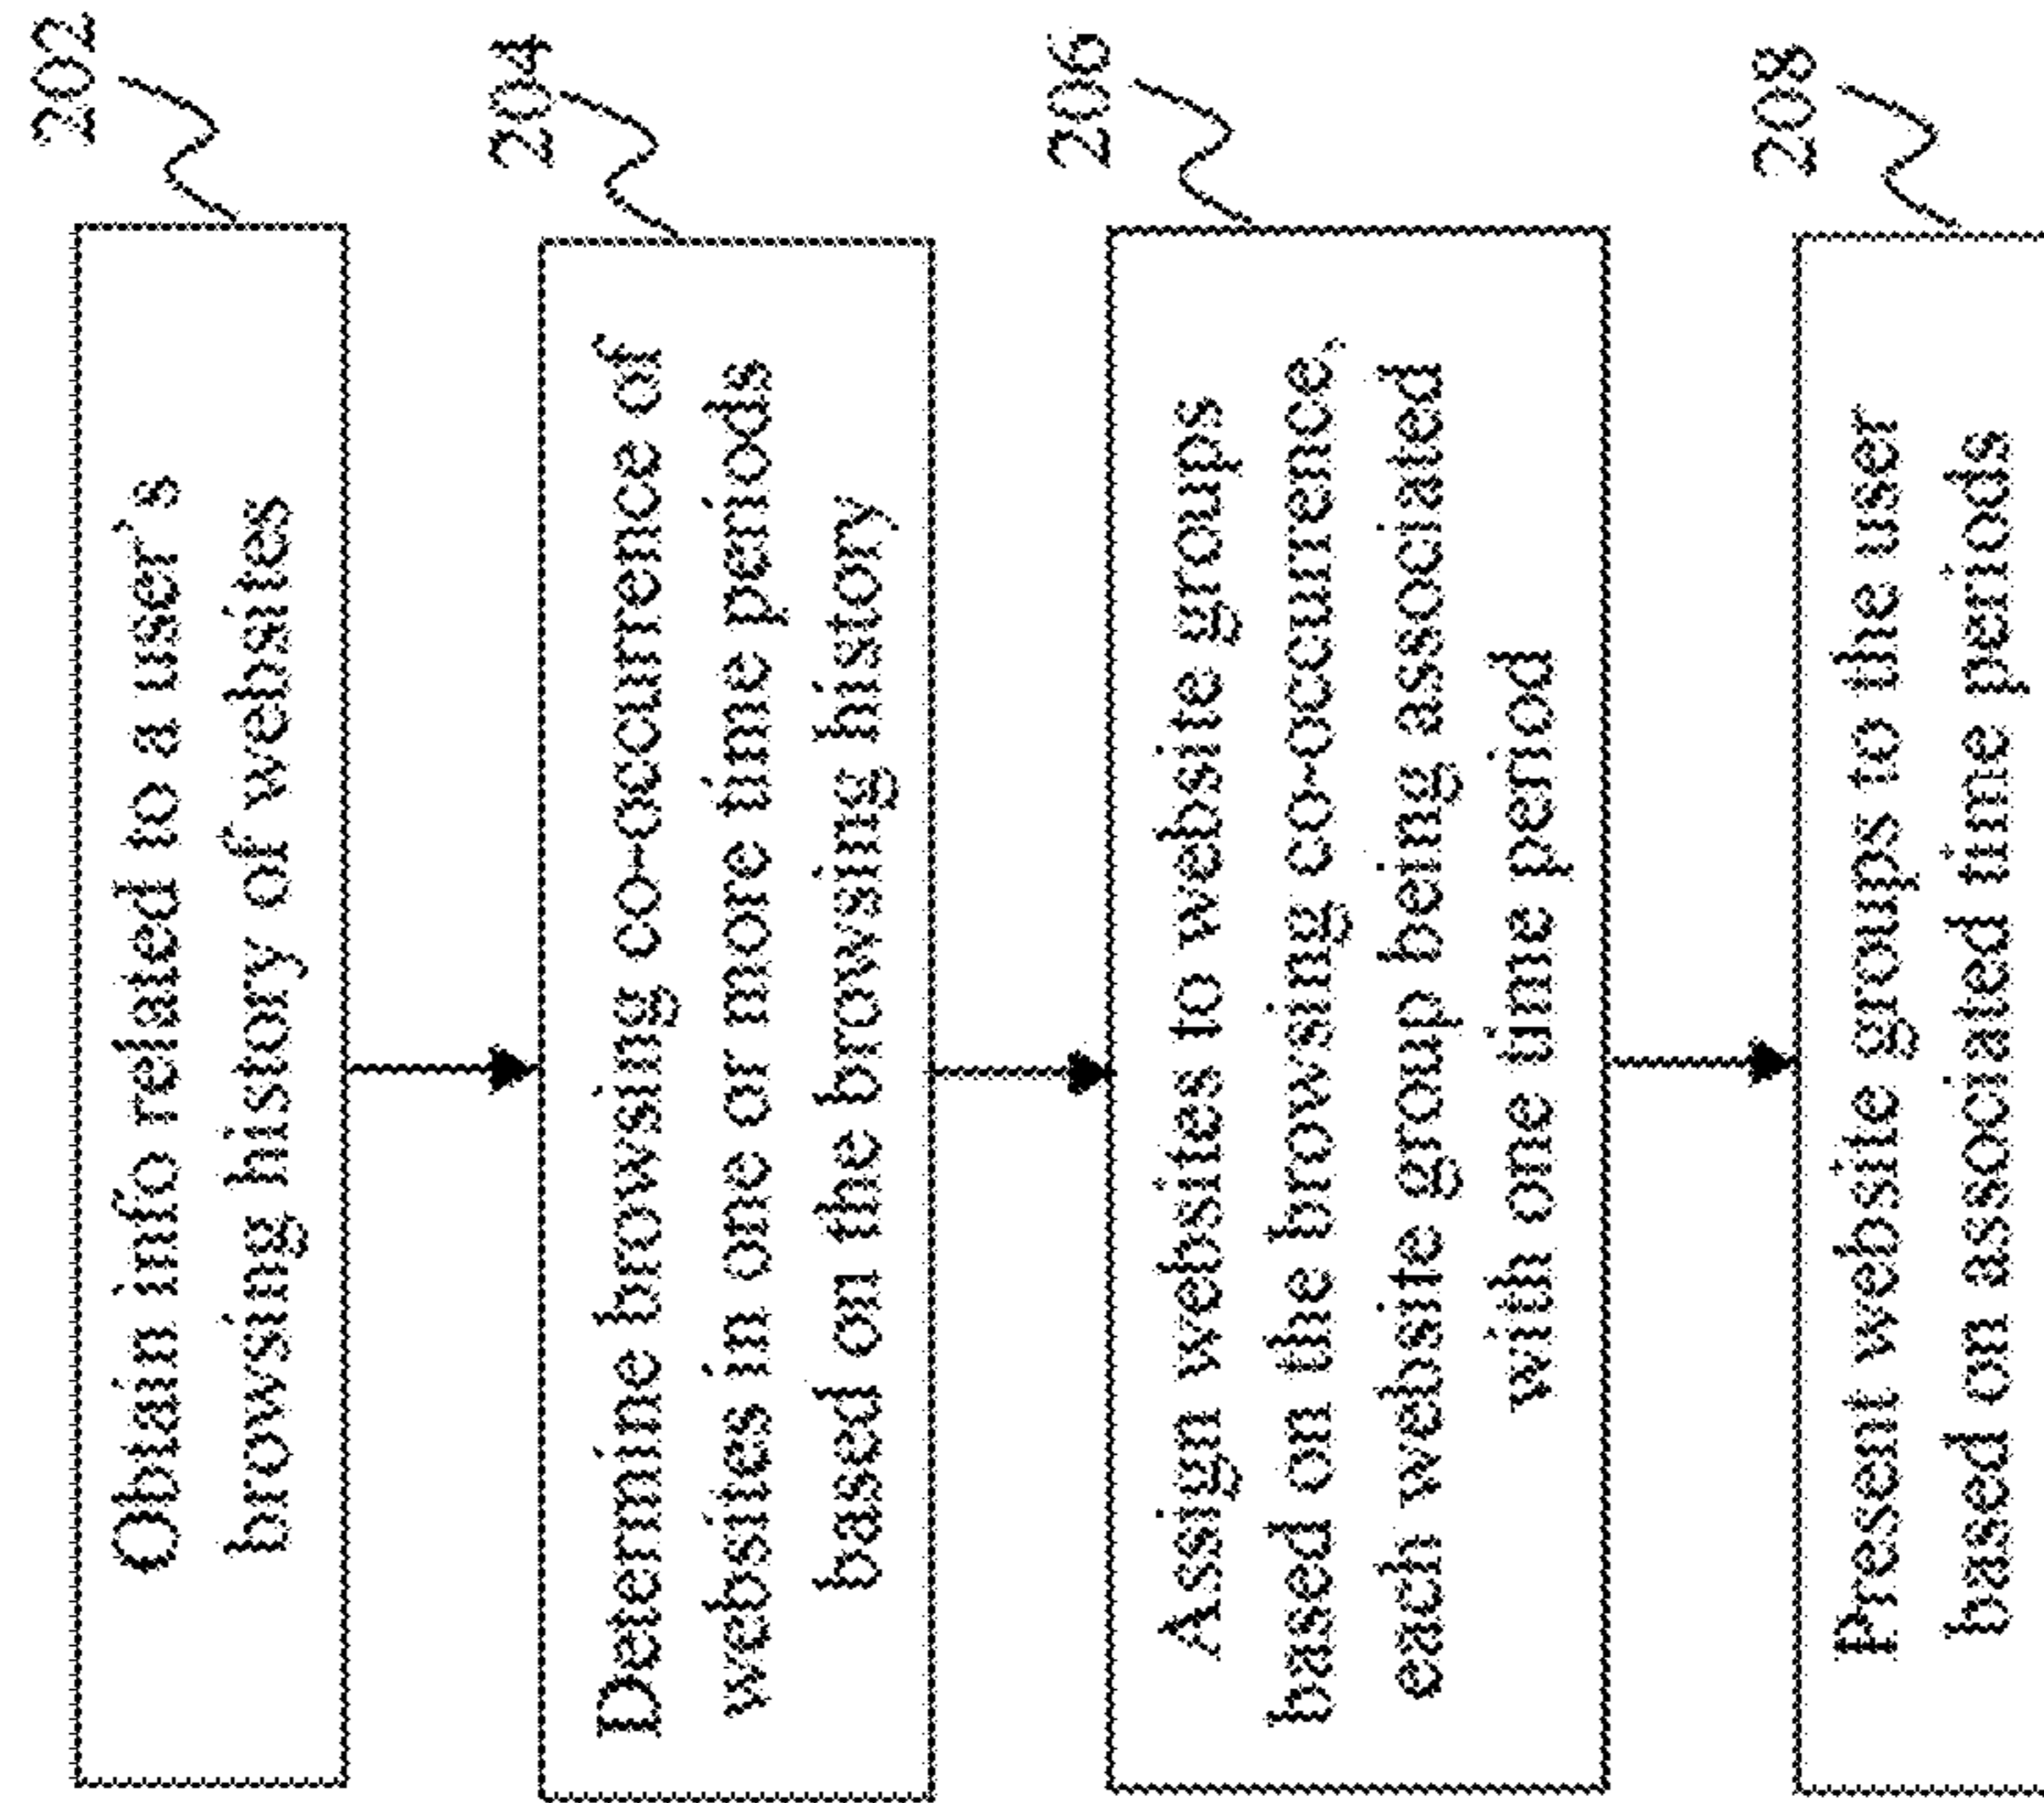 202
Obtain info related to a user's
browsing history of websites
204
Determine browsing co-occurrence of
websites in one or more time periods
based on the browsing history
206
Assign websites to website groups
based on the browsing co-occurrence,
each website group being associated
with one time period
208
Present website groups to the user
based on associated time periods